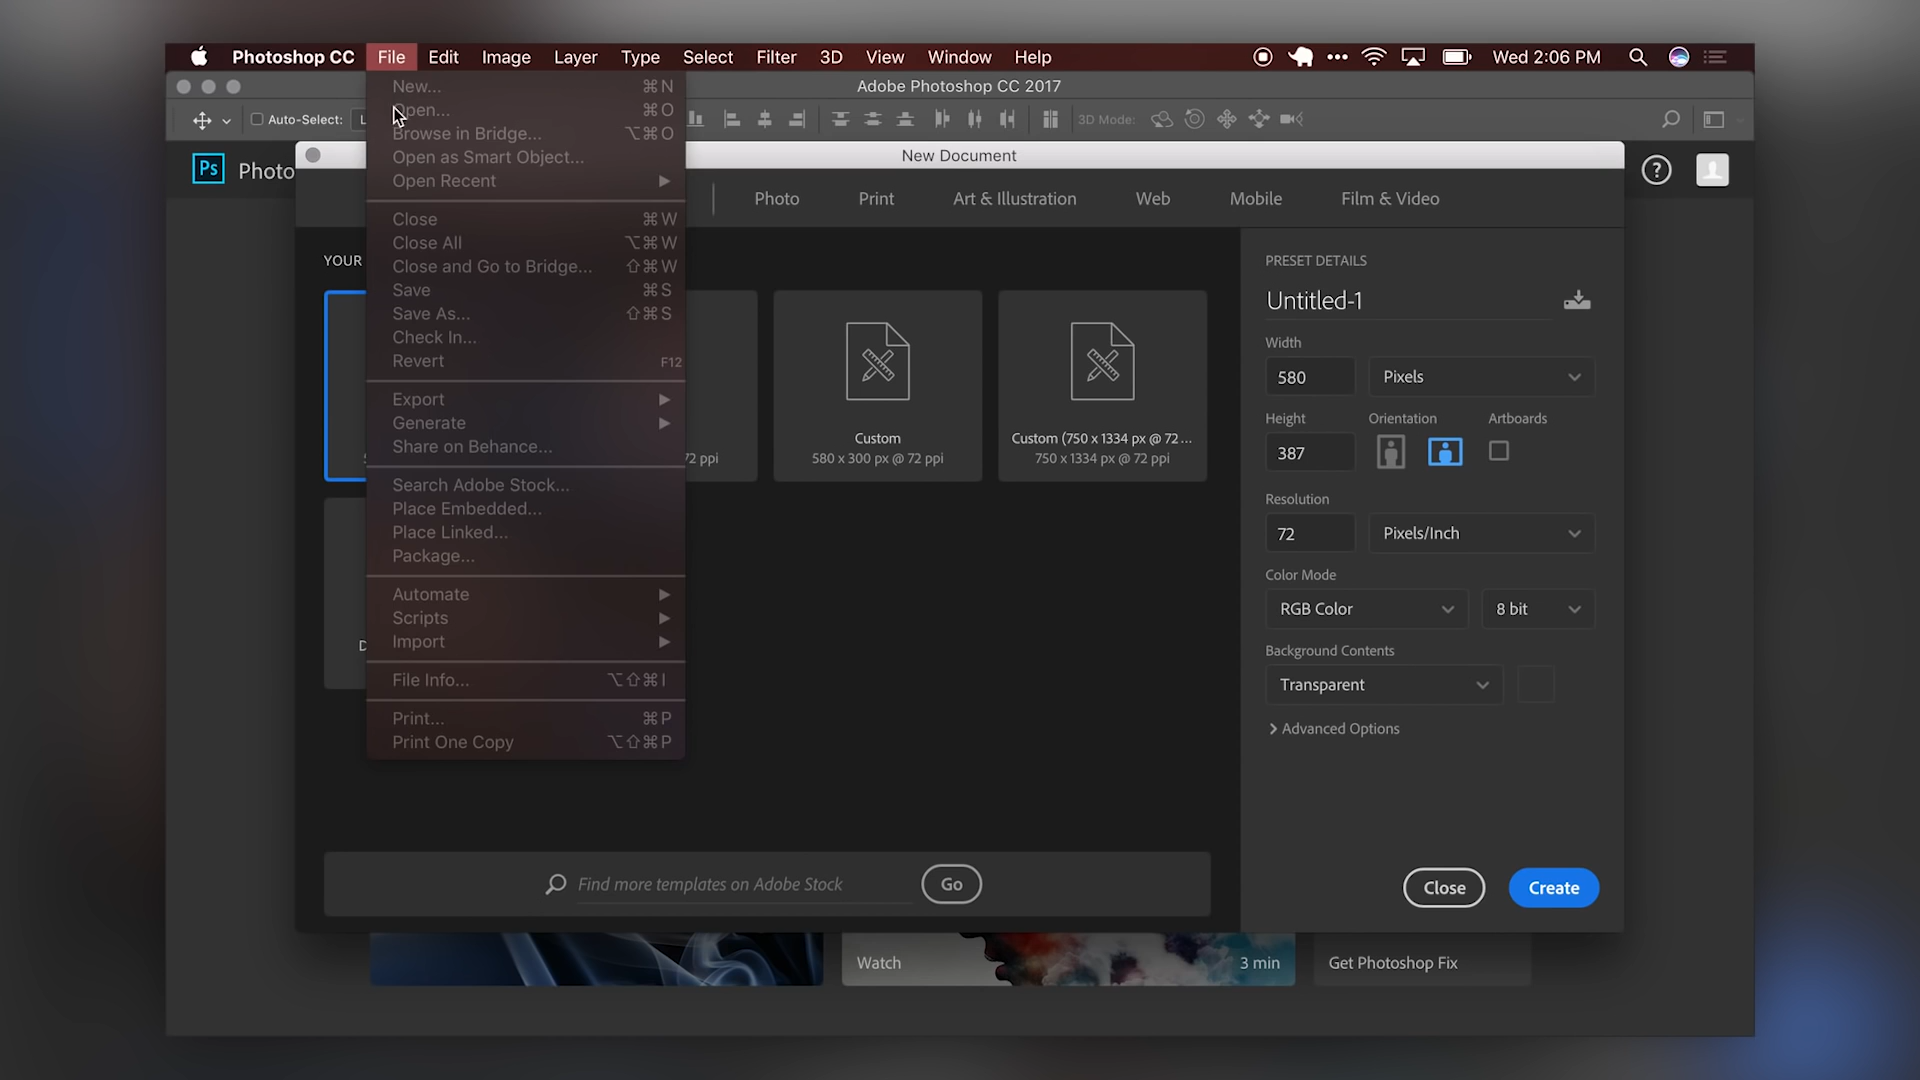 Photoshop CC File Edit Image Layer Type Select Filter 3D View Window Help Wed 2:06 PM
Adobe Photoshop CC 2017
Auto-Select: 3D Mode:
Ps Photo
New Document
Photo Print Art & Illustration Web Mobile Film & Video
New... ⌘N
Open... ⌘O
Browse in Bridge... ⌥⌘O
Open as Smart Object...
Open Recent
Close ⌘W
Close All ⌥⌘W
Close and Go to Bridge... ⇧⌘W
Save ⌘S
Save As... ⇧⌘S
Check In...
Revert F12
Export
Generate
Share on Behance...
Search Adobe Stock...
Place Embedded...
Place Linked...
Package...
Automate
Scripts
Import
File Info... ⌥⇧⌘I
Print... ⌘P
Print One Copy ⌥⇧⌘P
YOUR
72 ppi
Custom
580 x 300 px @ 72 ppi
Custom (750 x 1334 px @ 72 ...
750 x 1334 px @ 72 ppi
D
PRESET DETAILS
Untitled-1
Width
580 Pixels
Height Orientation Artboards
387
Resolution
72 Pixels/Inch
Color Mode
RGB Color 8 bit
Background Contents
Transparent
Advanced Options
Find more templates on Adobe Stock Go
Close Create
Watch 3 min
Get Photoshop Fix